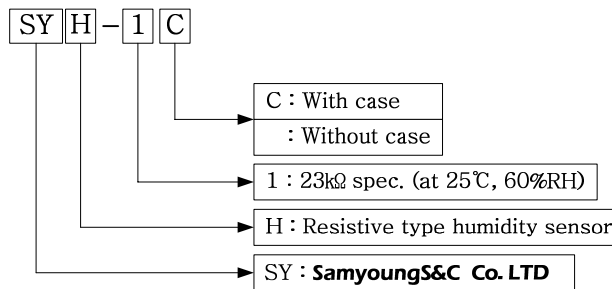 SY H - 1 C
C : With case
: Without case
1 : 23kΩ spec. (at 25℃, 60%RH)
H : Resistive type humidity sensor
SY : SamyoungS&C Co. LTD